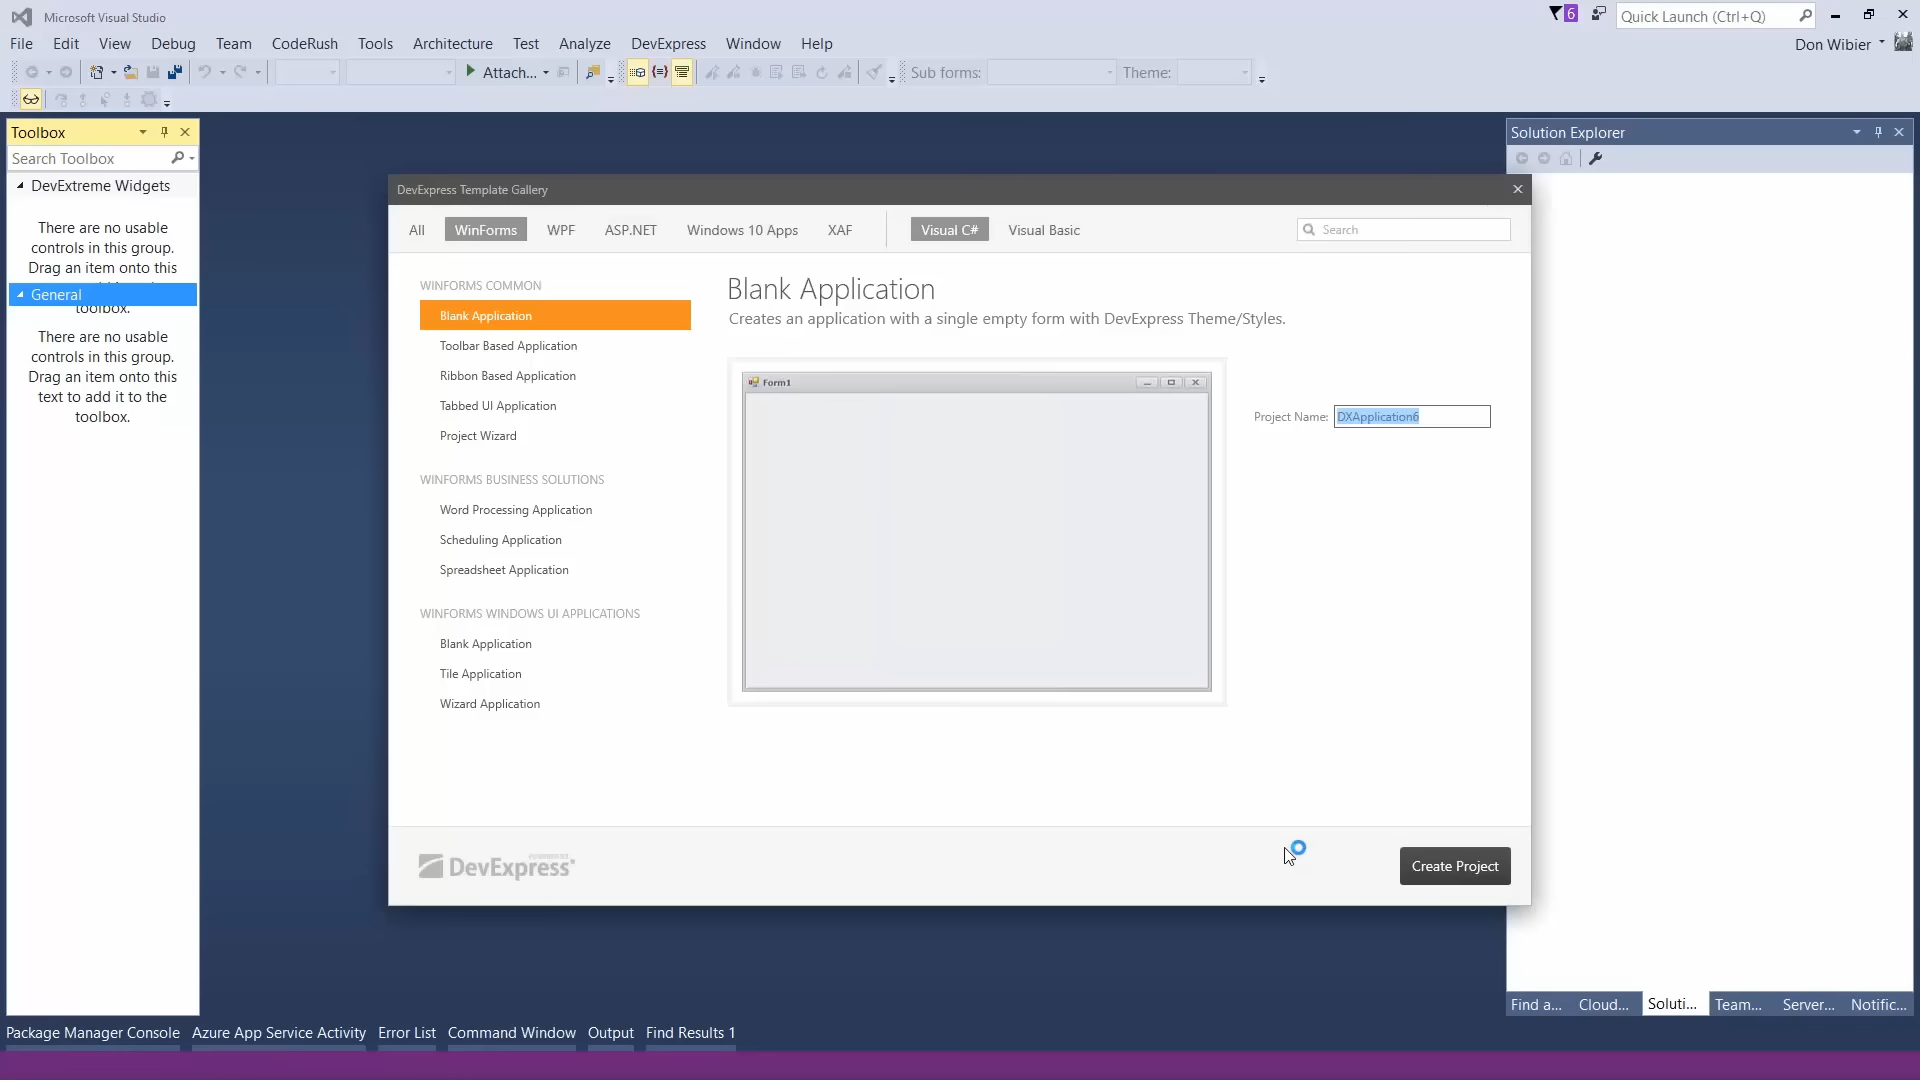 Microsoft Visual Studio
6
Quick Launch (Ctrl+Q)
File Edit View Debug Team CodeRush Tools Architecture Test Analyze DevExpress Window Help
Don Wibier
Attach...
Sub forms:
Theme:
Toolbox
Search Toolbox
DevExtreme Widgets
There are no usable
controls in this group.
Drag an item onto this
General
toolbox.
There are no usable
controls in this group.
Drag an item onto this
text to add it to the
toolbox.
Solution Explorer
DevExpress Template Gallery
All WinForms WPF ASP.NET Windows 10 Apps XAF Visual C# Visual Basic
Search
WINFORMS COMMON
Blank Application
Toolbar Based Application
Ribbon Based Application
Tabbed UI Application
Project Wizard
WINFORMS BUSINESS SOLUTIONS
Word Processing Application
Scheduling Application
Spreadsheet Application
WINFORMS WINDOWS UI APPLICATIONS
Blank Application
Tile Application
Wizard Application
Blank Application
Creates an application with a single empty form with DevExpress Theme/Styles.
Form1
Project Name: DXApplication6
DevExpress
Create Project
Find a... Cloud... Soluti... Team... Server... Notific...
Package Manager Console Azure App Service Activity Error List Command Window Output Find Results 1